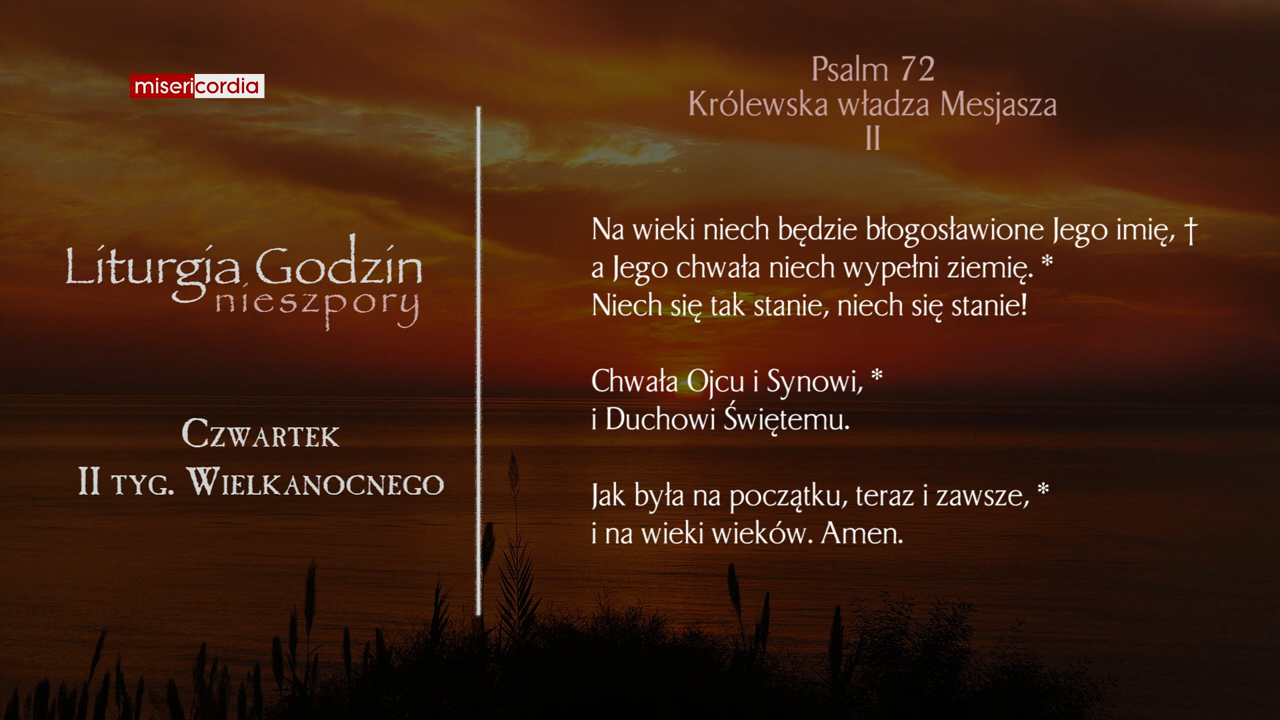 misericordia
Liturgia Godzin
nieszpory
Czwartek
II tyg. Wielkanocnego
Psalm 72
Królewska władza Mesjasza
II
Na wieki niech będzie błogosławione Jego imię, †
a Jego chwała niech wypełni ziemię. *
Niech się tak stanie, niech się stanie!
Chwała Ojcu i Synowi, *
i Duchowi Świętemu.
Jak była na początku, teraz i zawsze, *
i na wieki wieków. Amen.